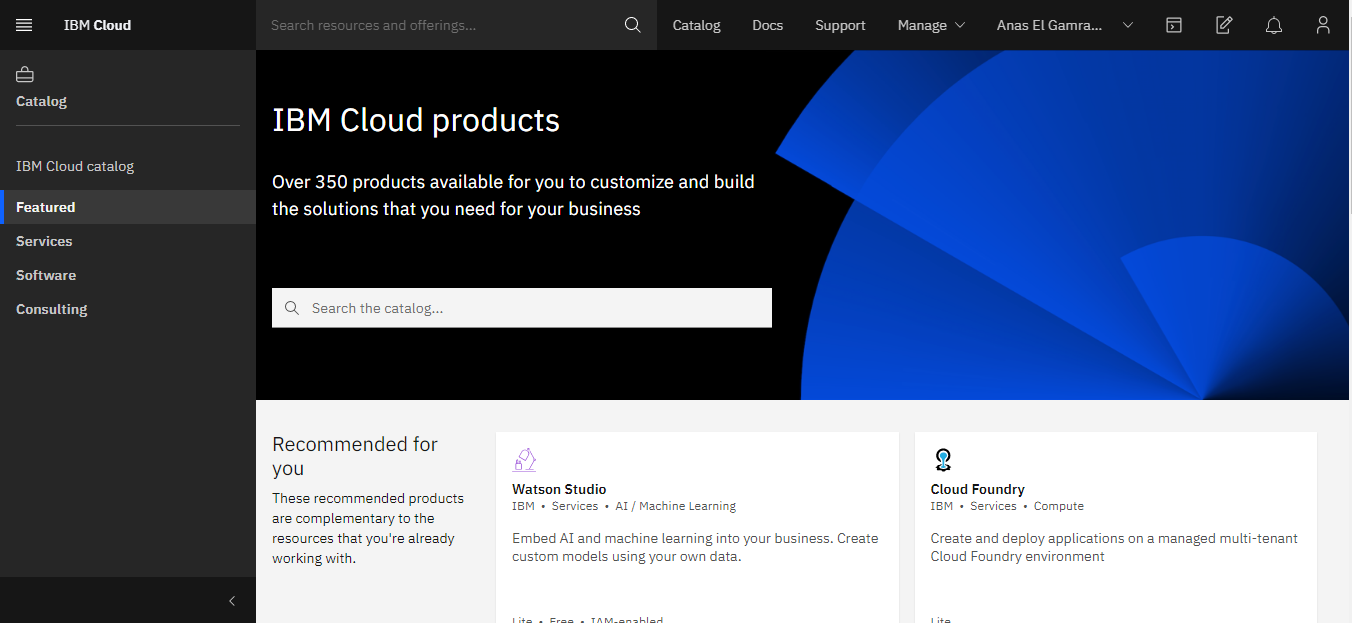 IBM Cloud
Search resources and offerings...
Catalog
Docs
Support
Manage
Anas El Gamra...
Catalog
IBM Cloud catalog
Featured
Services
Software
Consulting
IBM Cloud products
Over 350 products available for you to customize and build
the solutions that you need for your business
Search the catalog...
Recommended for
you
These recommended products
are complementary to the
resources that you're already
working with.
Watson Studio
IBM • Services • AI / Machine Learning
Embed AI and machine learning into your business. Create
custom models using your own data.
Lite • Free • IAM-enabled
Cloud Foundry
IBM • Services • Compute
Create and deploy applications on a managed multi-tenant
Cloud Foundry environment
Lite